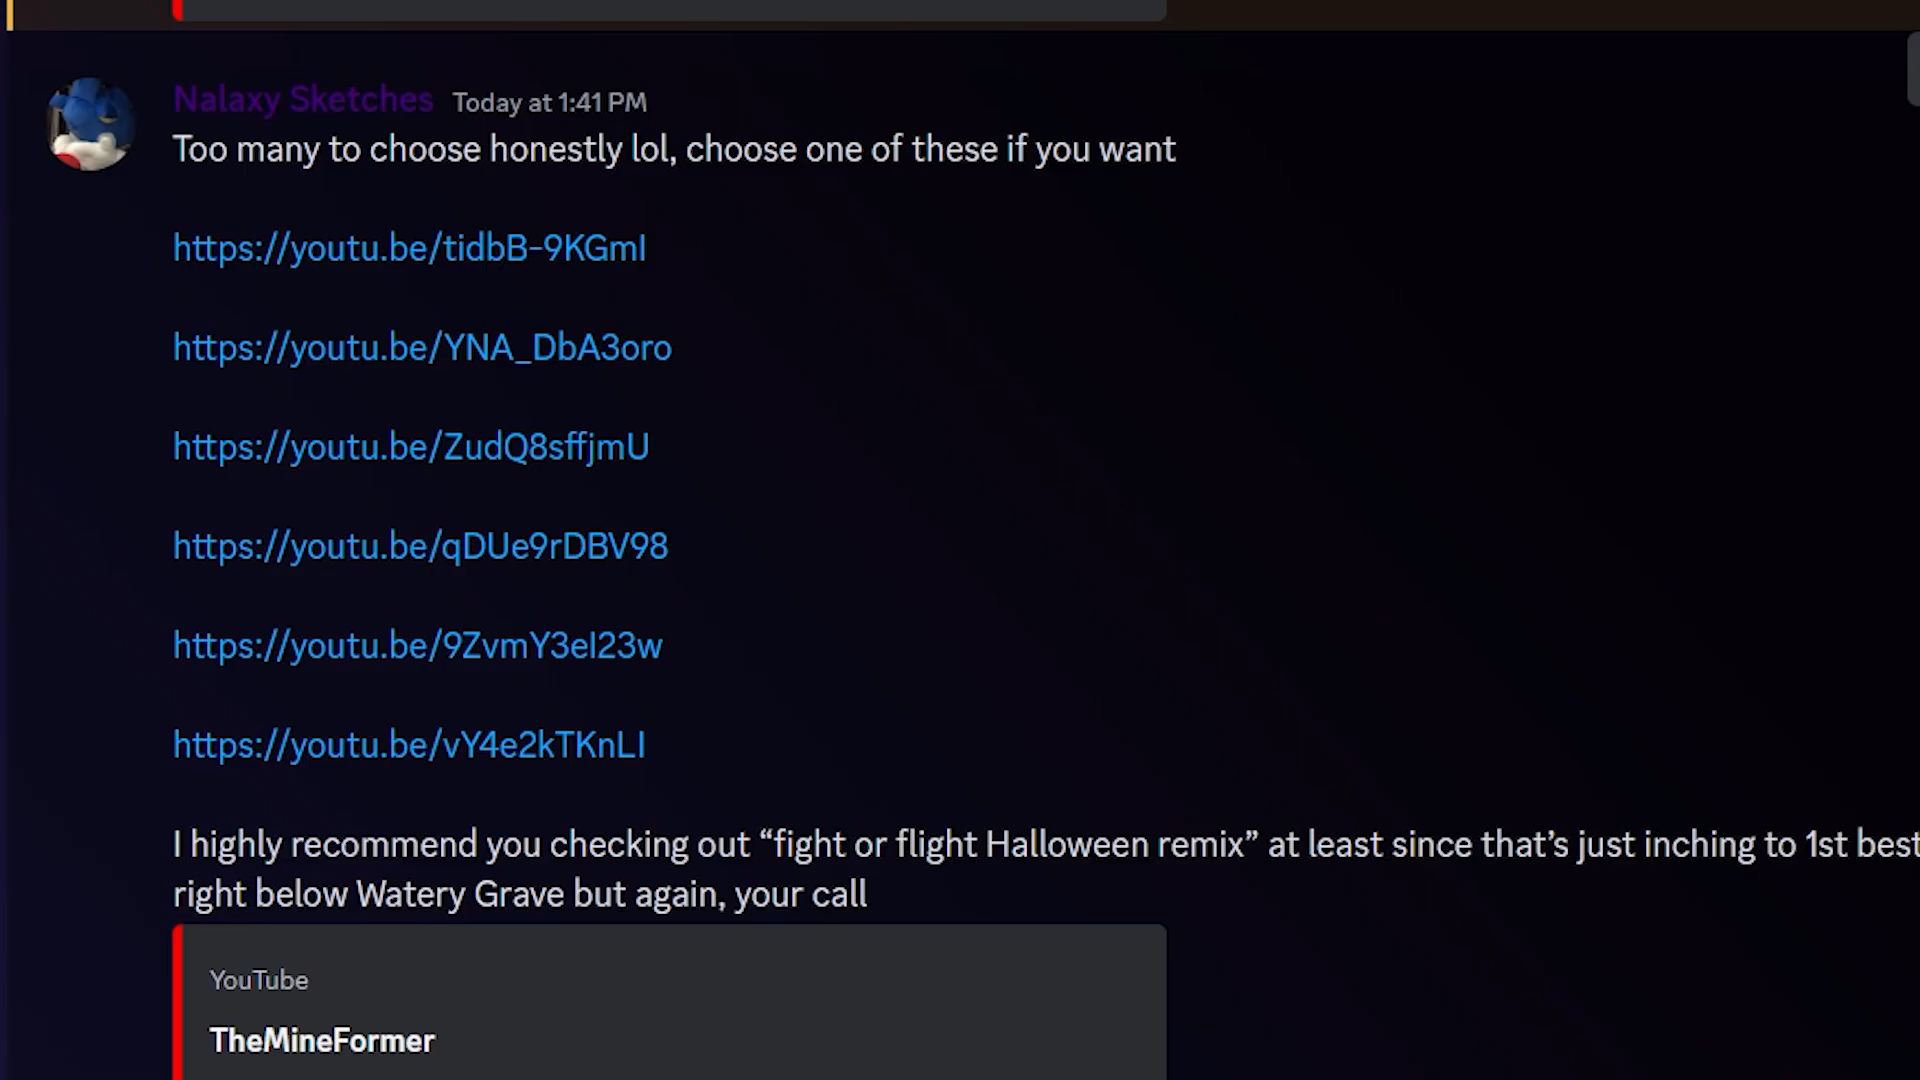 Nalaxy Sketches Today at 1:41 PM
Too many to choose honestly lol, choose one of these if you want
https://youtu.be/tidbB-9KGmI
https://youtu.be/YNA_DbA3oro
https://youtu.be/ZudQ8sffjmU
https://youtu.be/qDUe9rDBV98
https://youtu.be/9ZvmY3eI23w
https://youtu.be/vY4e2kTKnLI
I highly recommend you checking out “fight or flight Halloween remix” at least since that’s just inching to 1st best
right below Watery Grave but again, your call
YouTube
TheMineFormer